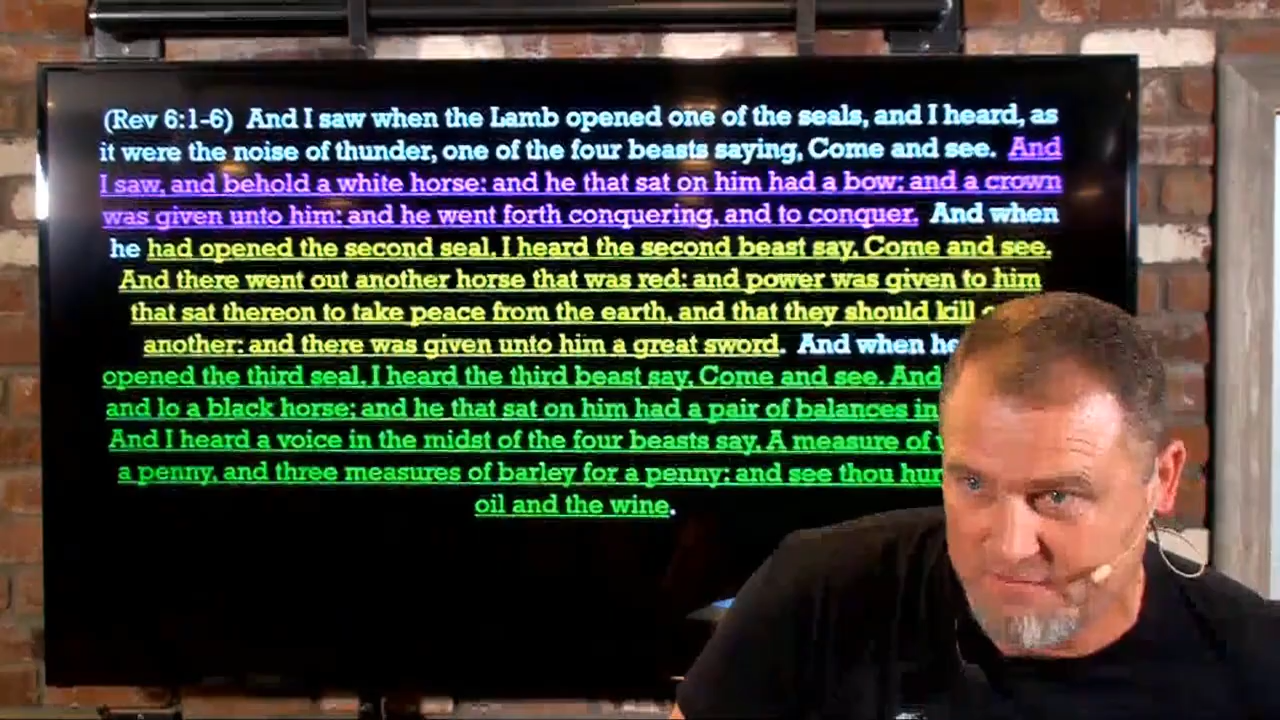 (Rev 6:1-6) And I saw when the Lamb opened one of the seals, and I heard, as
it were the noise of thunder, one of the four beasts saying, Come and see. And
I saw, and behold a white horse: and he that sat on him had a bow; and a crown
was given unto him: and he went forth conquering, and to conquer. And when
he had opened the second seal, I heard the second beast say, Come and see.
And there went out another horse that was red: and power was given to him
that sat thereon to take peace from the earth, and that they should kill
another: and there was given unto him a great sword. And when he
opened the third seal, I heard the third beast say, Come and see. And
and lo a black horse; and he that sat on him had a pair of balances in
And I heard a voice in the midst of the four beasts say, A measure of
a penny, and three measures of barley for a penny; and see thou
oil and the wine.